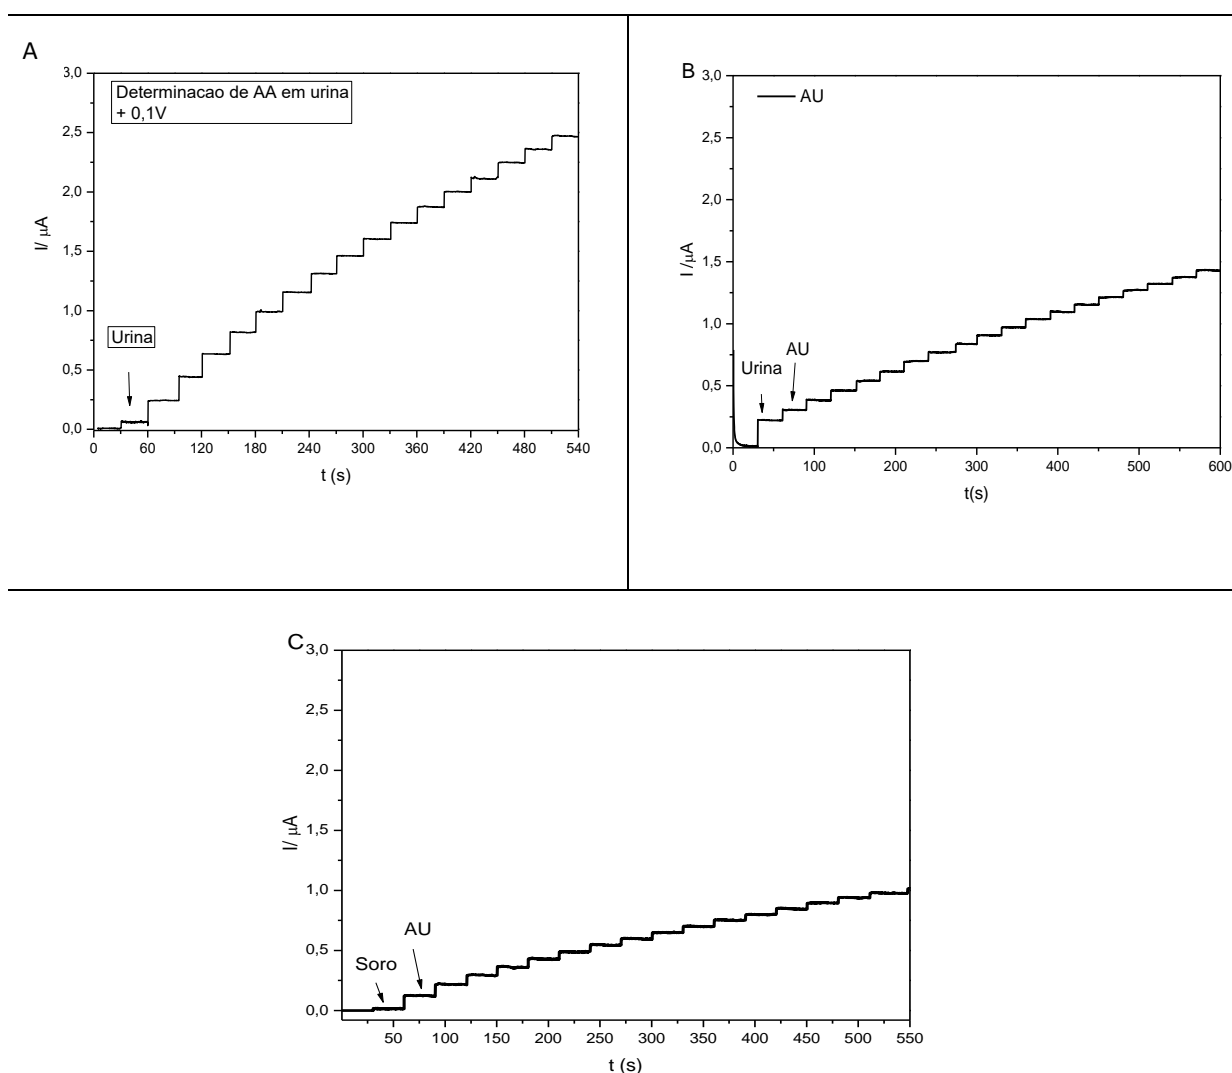 A
3,0
2,5
2,0
1,5
1,0
0,5
0,0
I/ μA
Determinacao de AA em urina
+ 0,1V
Urina
0 60 120 180 240 300 360 420 480 540
t (s)
B
3,0
2,5
2,0
1,5
1,0
0,5
0,0
I /μA
AU
Urina
AU
0 100 200 300 400 500 600
t(s)
C
3,0
2,5
2,0
1,5
1,0
0,5
0,0
I/ μA
AU
Soro
50 100 150 200 250 300 350 400 450 500 550
t (s)